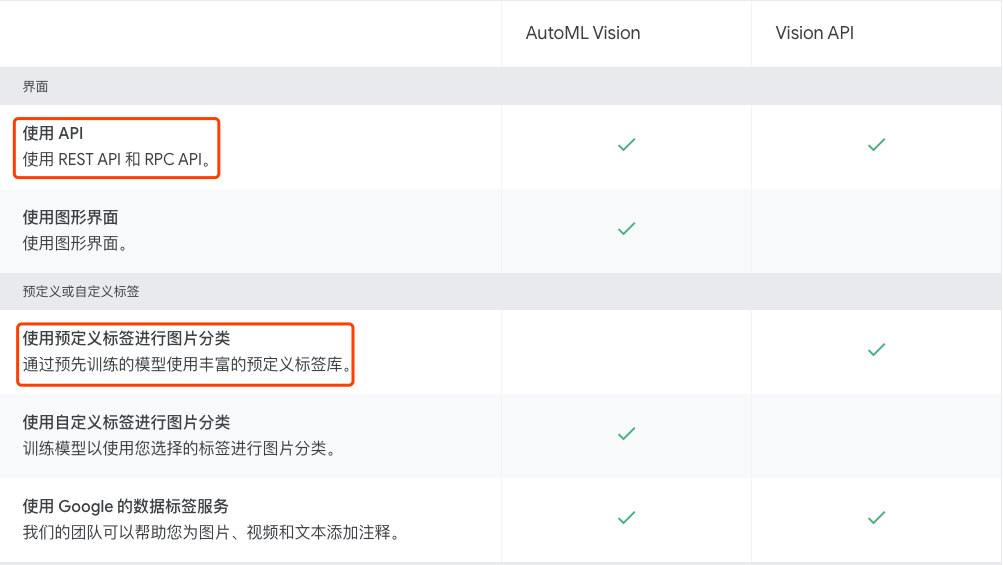 AutoML Vision
Vision API
界面
使用 API
使用 REST API 和 RPC API。
使用图形界面
使用图形界面。
预定义或自定义标签
使用预定义标签进行图片分类
通过预先训练的模型使用丰富的预定义标签库。
使用自定义标签进行图片分类
训练模型以使用您选择的标签进行图片分类。
使用 Google 的数据标签服务
我们的团队可以帮助您为图片、视频和文本添加注释。